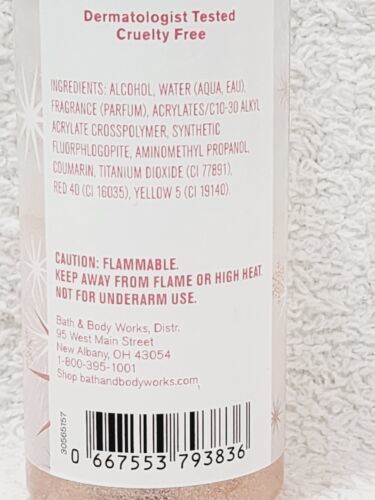 Dermatologist Tested
Cruelty Free
INGREDIENTS: ALCOHOL, WATER (AQUA, EAU),
FRAGRANCE (PARFUM), ACRYLATES/C10-30 ALKYL
ACRYLATE CROSSPOLYMER, SYNTHETIC
FLUORPHLOGOPITE, AMINOMETHYL PROPANOL,
COUMARIN, TITANIUM DIOXIDE (CI 77891),
RED 40 (CI 16035), YELLOW 5 (CI 19140).
CAUTION: FLAMMABLE.
KEEP AWAY FROM FLAME OR HIGH HEAT.
NOT FOR UNDERARM USE.
Bath & Body Works, Distr.
95 West Main Street
New Albany, OH 43054
1-800-395-1001
Shop bathandbodyworks.com
30565157
0 667553 793836